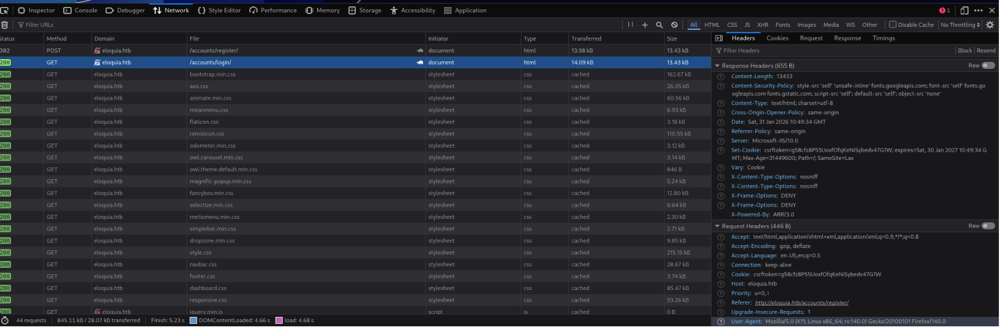 Inspector Console Debugger Network Style Editor Performance Memory Storage Accessibility Application 1
Filter URLs All HTML CSS JS XHR Fonts Images Media WS Other Disable Cache No Throttling
Status Method Domain File Initiator Type Transferred Size
302 POST eloquia.htb /accounts/register/ document html 13.98 kB 13.43 kB
200 GET eloquia.htb /accounts/login/ document html 14.09 kB 13.43 kB
200 GET eloquia.htb bootstrap.min.css stylesheet css cached 162.67 kB
200 GET eloquia.htb aos.css stylesheet css cached 26.05 kB
200 GET eloquia.htb animate.min.css stylesheet css cached 60.56 kB
200 GET eloquia.htb meanmenu.css stylesheet css cached 6.93 kB
200 GET eloquia.htb flaticon.css stylesheet css cached 3.18 kB
200 GET eloquia.htb remixicon.css stylesheet css cached 110.55 kB
200 GET eloquia.htb odometer.min.css stylesheet css cached 3.12 kB
200 GET eloquia.htb owl.carousel.min.css stylesheet css cached 3.14 kB
200 GET eloquia.htb owl.theme.default.min.css stylesheet css cached 846 B
200 GET eloquia.htb magnific-popup.min.css stylesheet css cached 5.24 kB
200 GET eloquia.htb fancybox.min.css stylesheet css cached 12.80 kB
200 GET eloquia.htb selectize.min.css stylesheet css cached 6.64 kB
200 GET eloquia.htb metismenu.min.css stylesheet css cached 2.30 kB
200 GET eloquia.htb simplebar.min.css stylesheet css cached 2.71 kB
200 GET eloquia.htb dropzone.min.css stylesheet css cached 9.85 kB
200 GET eloquia.htb style.css stylesheet css cached 215.15 kB
200 GET eloquia.htb navbar.css stylesheet css cached 28.67 kB
200 GET eloquia.htb footer.css stylesheet css cached 3.74 kB
200 GET eloquia.htb dashboard.css stylesheet css cached 85.47 kB
200 GET eloquia.htb responsive.css stylesheet css cached 53.26 kB
200 GET eloquia.htb jquery.min.js script js cached 0 B
44 requests 845.11 kB / 28.07 kB transferred Finish: 5.23 s DOMContentLoaded: 4.66 s load: 4.68 s
Headers Cookies Request Response Timings
Filter Headers Block Resend
Response Headers (655 B) Raw
Content-Length: 13433
Content-Security-Policy: style-src 'self' 'unsafe-inline' fonts.googleapis.com; font-src 'self' fonts.go
ogleapis.com fonts.gstatic.com; script-src 'self'; default-src 'self'; object-src 'none'
Content-Type: text/html; charset=utf-8
Cross-Origin-Opener-Policy: same-origin
Date: Sat, 31 Jan 2026 10:49:34 GMT
Referrer-Policy: same-origin
Server: Microsoft-IIS/10.0
Set-Cookie: csrftoken=g58cfz8P55UoxfOfqKeNiSybedv47G1W; expires=Sat, 30 Jan 2027 10:49:34 G
MT; Max-Age=31449600; Path=/; SameSite=Lax
Vary: Cookie
X-Content-Type-Options: nosniff
X-Content-Type-Options: nosniff
X-Frame-Options: DENY
X-Frame-Options: DENY
X-Powered-By: ARR/3.0
Request Headers (446 B) Raw
Accept: text/html,application/xhtml+xml,application/xml;q=0.9,*/*;q=0.8
Accept-Encoding: gzip, deflate
Accept-Language: en-US,en;q=0.5
Connection: keep-alive
Cookie: csrftoken=g58cfz8P55UoxfOfqKeNiSybedv47G1W
Host: eloquia.htb
Priority: u=0, i
Referer: http://eloquia.htb/accounts/register/
Upgrade-Insecure-Requests: 1
User-Agent: Mozilla/5.0 (X11; Linux x86_64; rv:140.0) Gecko/20100101 Firefox/140.0